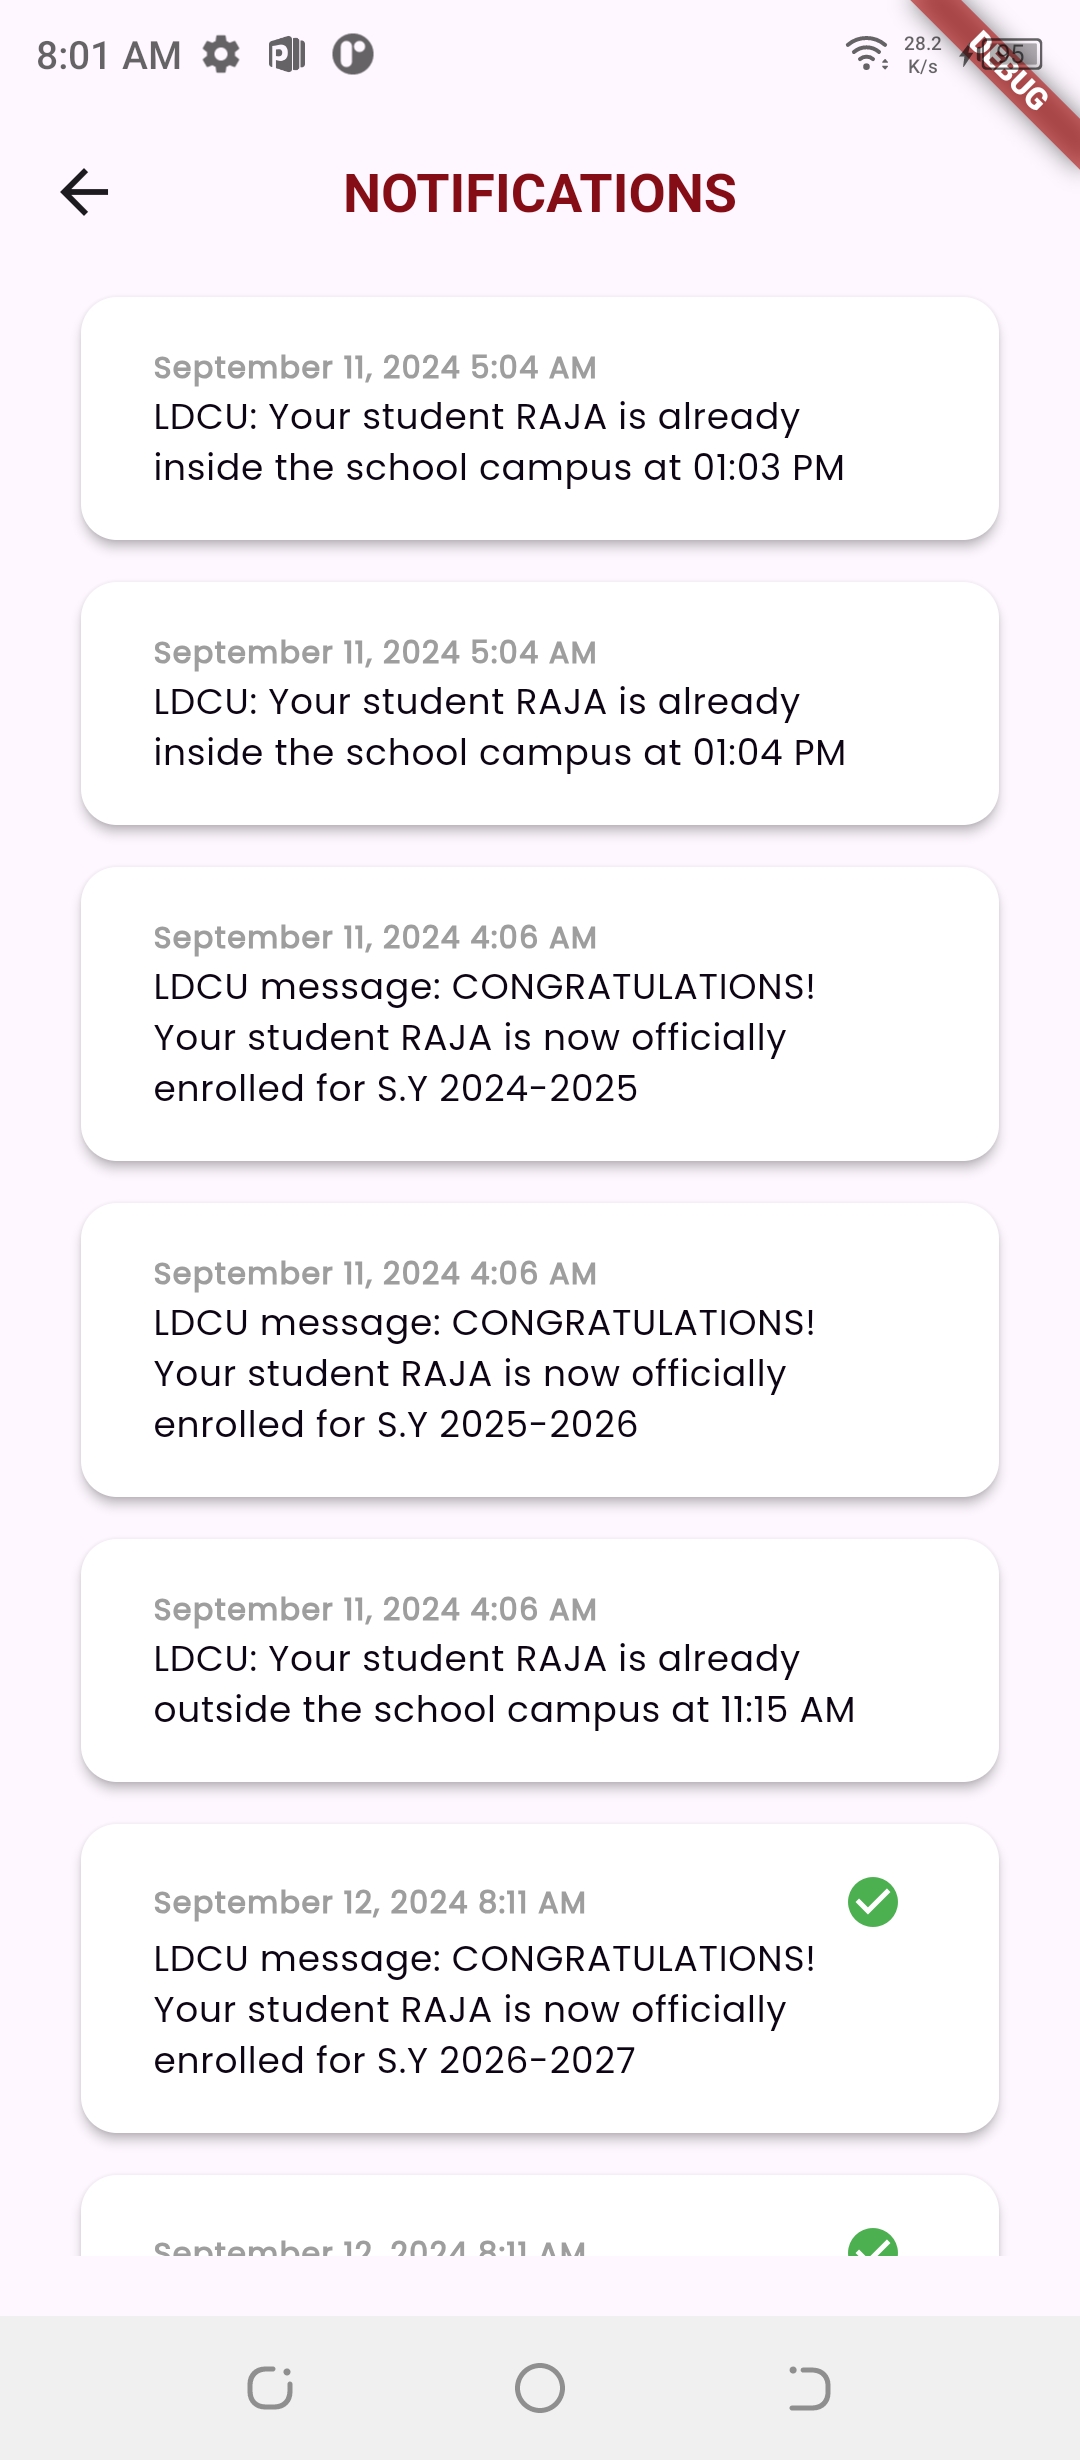 8:01 AM
28.2
K/s
95
DEBUG
NOTIFICATIONS
September 11, 2024 5:04 AM
LDCU: Your student RAJA is already
inside the school campus at 01:03 PM
September 11, 2024 5:04 AM
LDCU: Your student RAJA is already
inside the school campus at 01:04 PM
September 11, 2024 4:06 AM
LDCU message: CONGRATULATIONS!
Your student RAJA is now officially
enrolled for S.Y 2024-2025
September 11, 2024 4:06 AM
LDCU message: CONGRATULATIONS!
Your student RAJA is now officially
enrolled for S.Y 2025-2026
September 11, 2024 4:06 AM
LDCU: Your student RAJA is already
outside the school campus at 11:15 AM
September 12, 2024 8:11 AM
LDCU message: CONGRATULATIONS!
Your student RAJA is now officially
enrolled for S.Y 2026-2027
September 12, 2024 8:11 AM